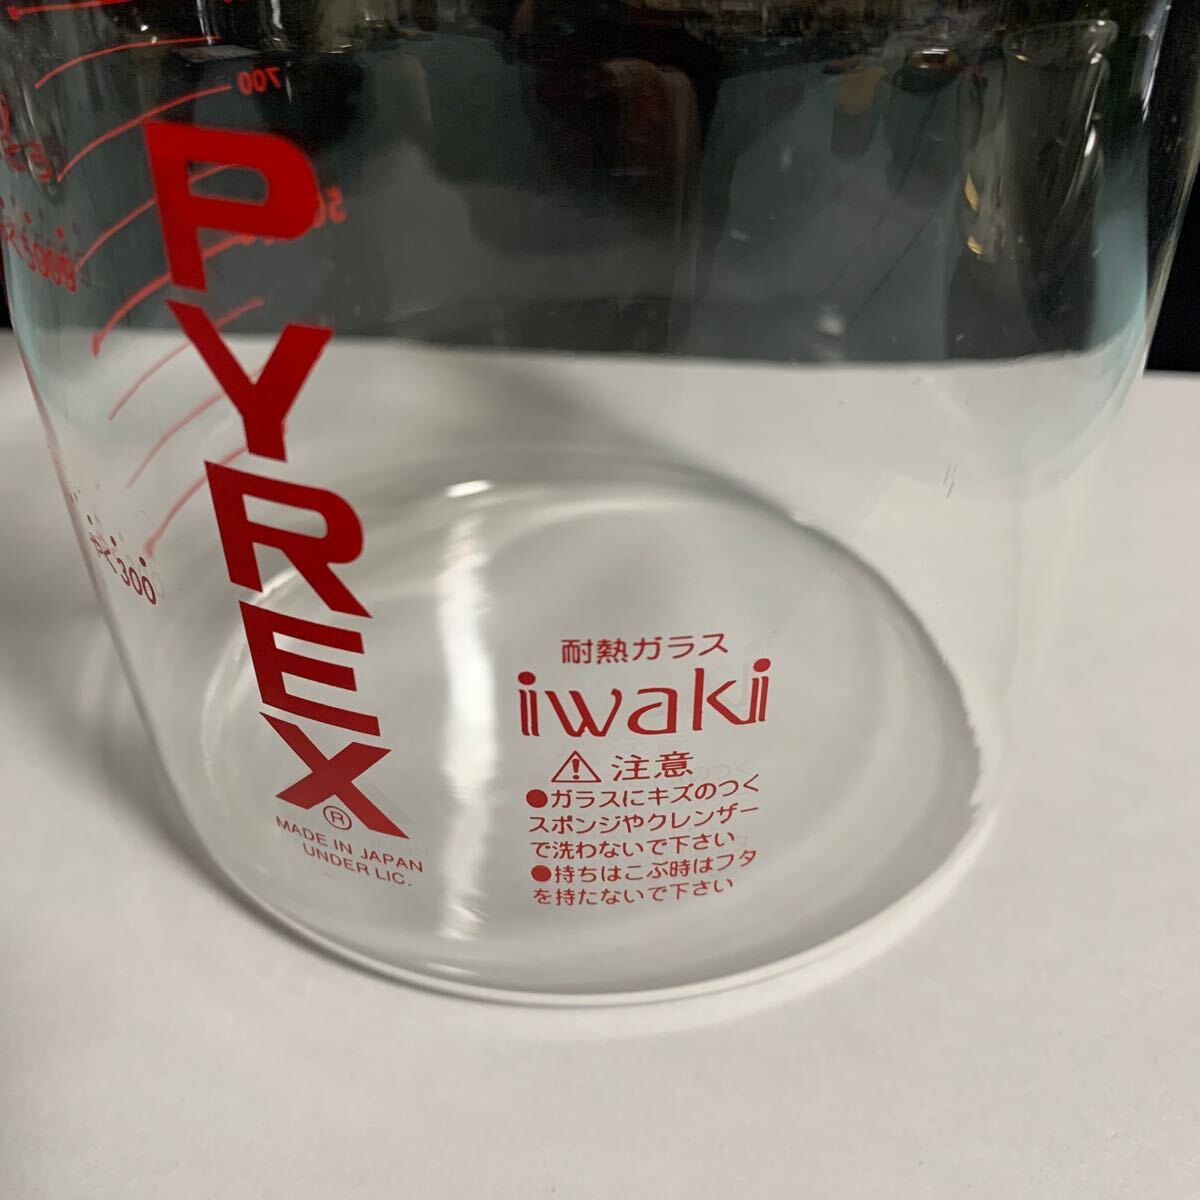 700
PYREX®
MADE IN JAPAN
UNDER LIC.
300
耐熱ガラス
iwaki
⚠注意
●ガラスにキズのつく
スポンジやクレンザー
で洗わないで下さい
●持ちはこぶ時はフタ
を持たないで下さい